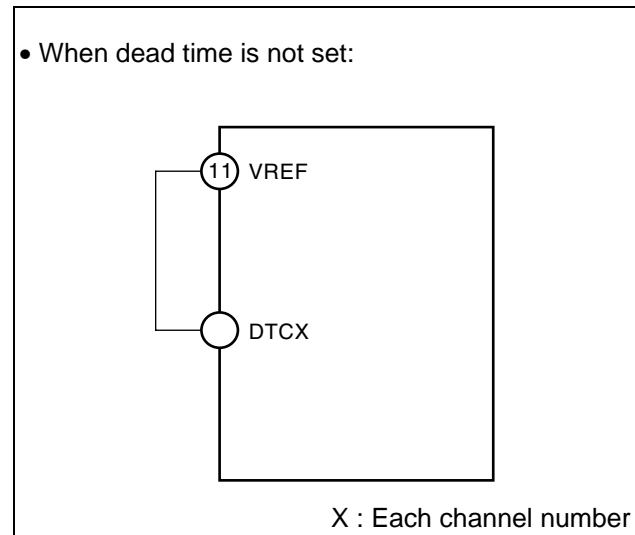 • When dead time is not set:
11 VREF
DTCX
X : Each channel number